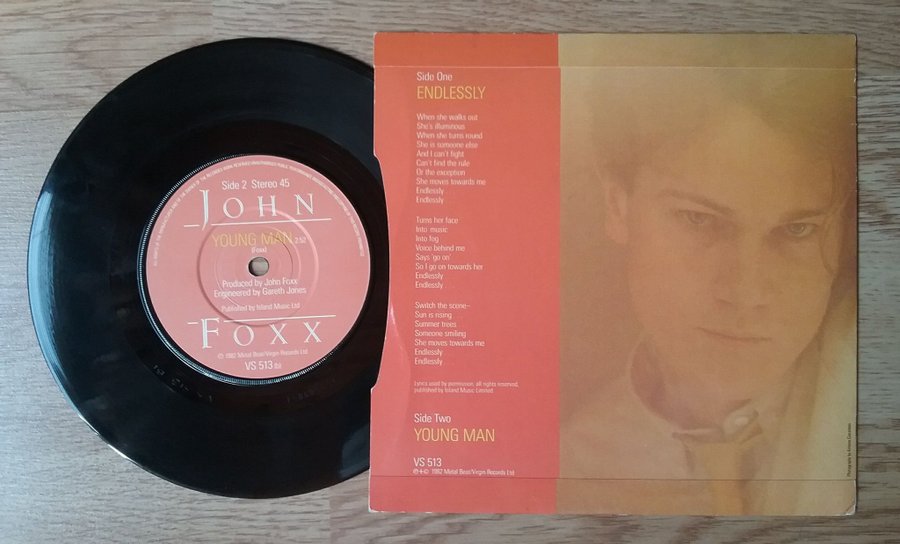 Side 2 Stereo 45
JOHN
YOUNG MAN 2:52
(Foxx)
Produced by John Foxx
Engineered by Gareth Jones
Published by Island Music Ltd
FOXX
℗ 1982 Metal Beat/Virgin Records Ltd
VS 513
Side One
ENDLESSLY
When she walks out
She's illuminous
When she turns round
She is someone else
And I can't fight
Can't find the rule
Or the exception
She moves towards me
Endlessly
Endlessly
Turns her face
Into music
Into fog
Voice behind me
Says 'go on'
So I go on towards her
Endlessly
Endlessly
Switch the scene–
Sun is rising
Summer trees
Someone smiling
She moves towards me
Endlessly
Endlessly
Lyrics used by permission, all rights reserved,
published by Island Music Limited.
Side Two
YOUNG MAN
VS 513
1982 Metal Beat/Virgin Records Ltd